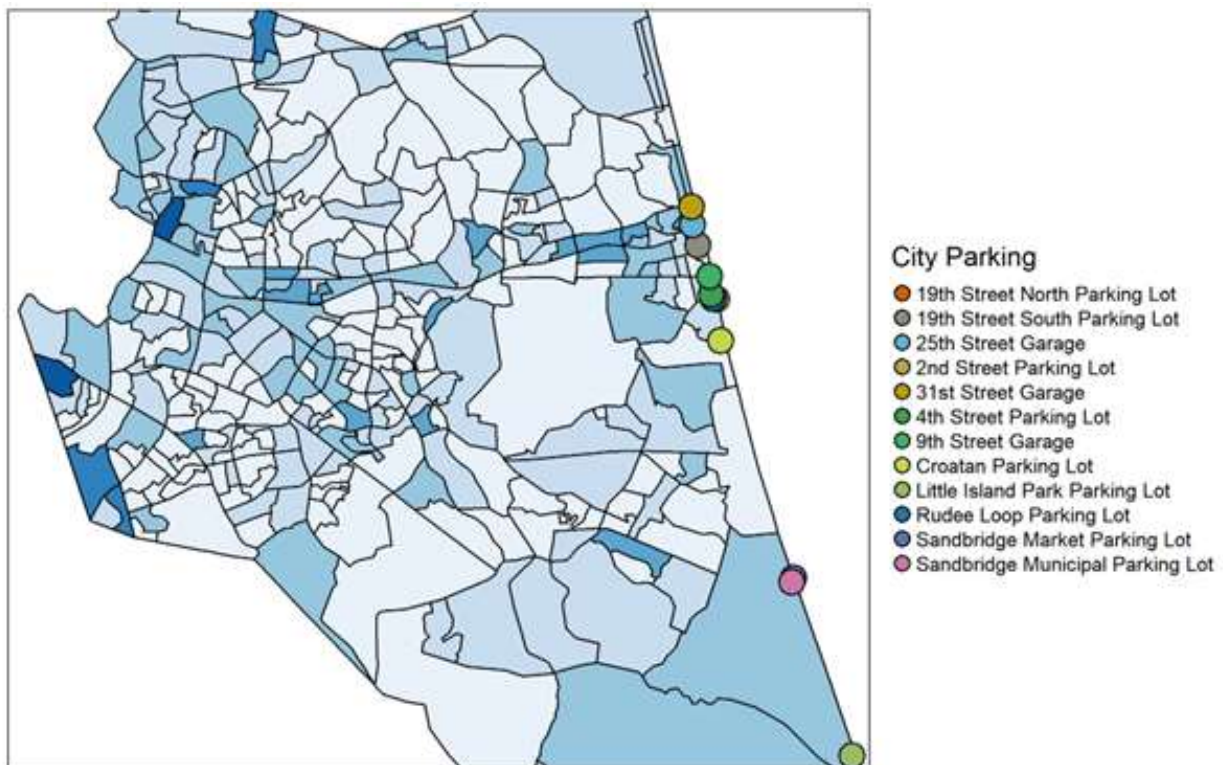 City Parking
19th Street North Parking Lot
19th Street South Parking Lot
25th Street Garage
2nd Street Parking Lot
31st Street Garage
4th Street Parking Lot
9th Street Garage
Croatan Parking Lot
Little Island Park Parking Lot
Rudee Loop Parking Lot
Sandbridge Market Parking Lot
Sandbridge Municipal Parking Lot